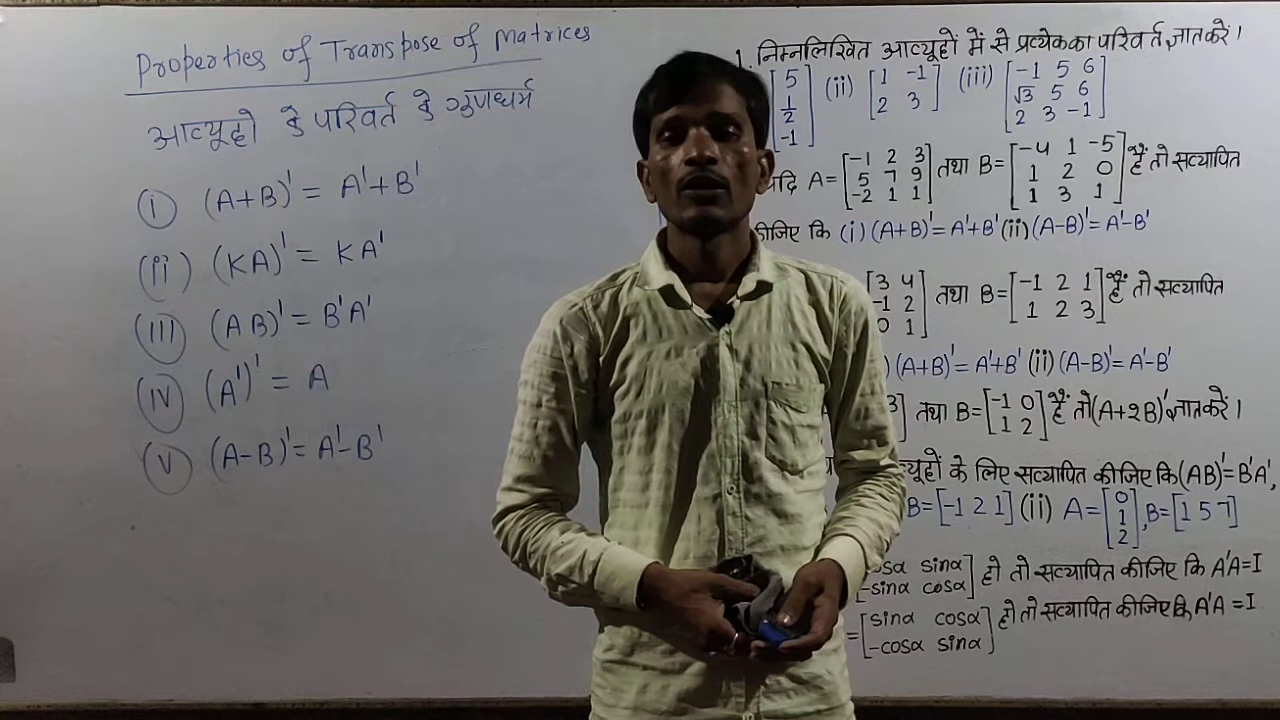 Properties of Transpose of Matrices
आव्यूहो के परिवर्त के गुणधर्म
(i) (A+B)' = A'+B'
(ii) (KA)' = KA'
(iii) (AB)' = B'A'
(iv) (A')' = A
(v) (A-B)' = A'-B'
1. निम्नलिखित आव्यूहों में से प्रत्येक का परिवर्त ज्ञात करें।
[5 1/2 -1] (ii) [1 -1 2 3] (iii) [-1 5 6 √3 5 6 2 3 -1]
यदि A= [-1 2 3 5 7 9 -2 1 1] तथा B= [-4 1 -5 1 2 0 1 3 1] हैं तो सत्यापित
कीजिए कि (i) (A+B)'= A'+B' (ii) (A-B)'= A'-B'
[3 4 -1 2 0 1] तथा B= [-1 2 1 1 2 3] हैं तो सत्यापित
(A+B)'= A'+B' (ii) (A-B)'= A'-B'
3] तथा B= [-1 0 1 2] हैं तो (A+2B)' ज्ञात करें।
व्यूहों के लिए सत्यापित कीजिए कि (AB)'= B'A',
B= [-1 2 1] (ii) A= [0 1 2], B= [1 5 7]
cosα sinα -sinα cosα] हो तो सत्यापित कीजिए कि A'A=I
= [sinα cosα -cosα sinα] हो तो सत्यापित कीजिए कि A'A=I